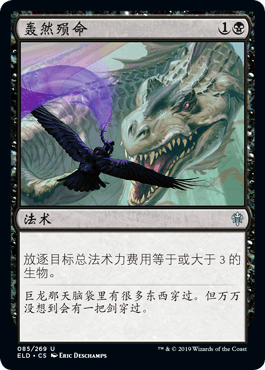 轰然殒命 1
法术
放逐目标总法术力费用等于或大于3的
生物。
巨龙那天脑袋里有很多东西穿过。但万万
没想到会有一把剑穿过。
085/269 U
ELD • CS ERIC DESCHAMPS
™ & © 2019 Wizards of the Coast